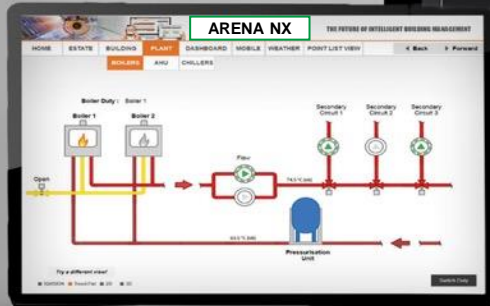 ARENA NX
THE FUTURE OF INTELLIGENT BUILDING MANAGEMENT
HOME ESTATE BUILDING PLANT DASHBOARD MOBILE WEATHER POINT LIST VIEW Back Forward
BOILERS AHU CHILLERS
Boiler Duty : Boiler 1
Boiler 1 Boiler 2
Secondary Circuit 1
Secondary Circuit 2
Secondary Circuit 3
Flow
Open
Pressurisation
Unit
Try a different view!
Switch Duty